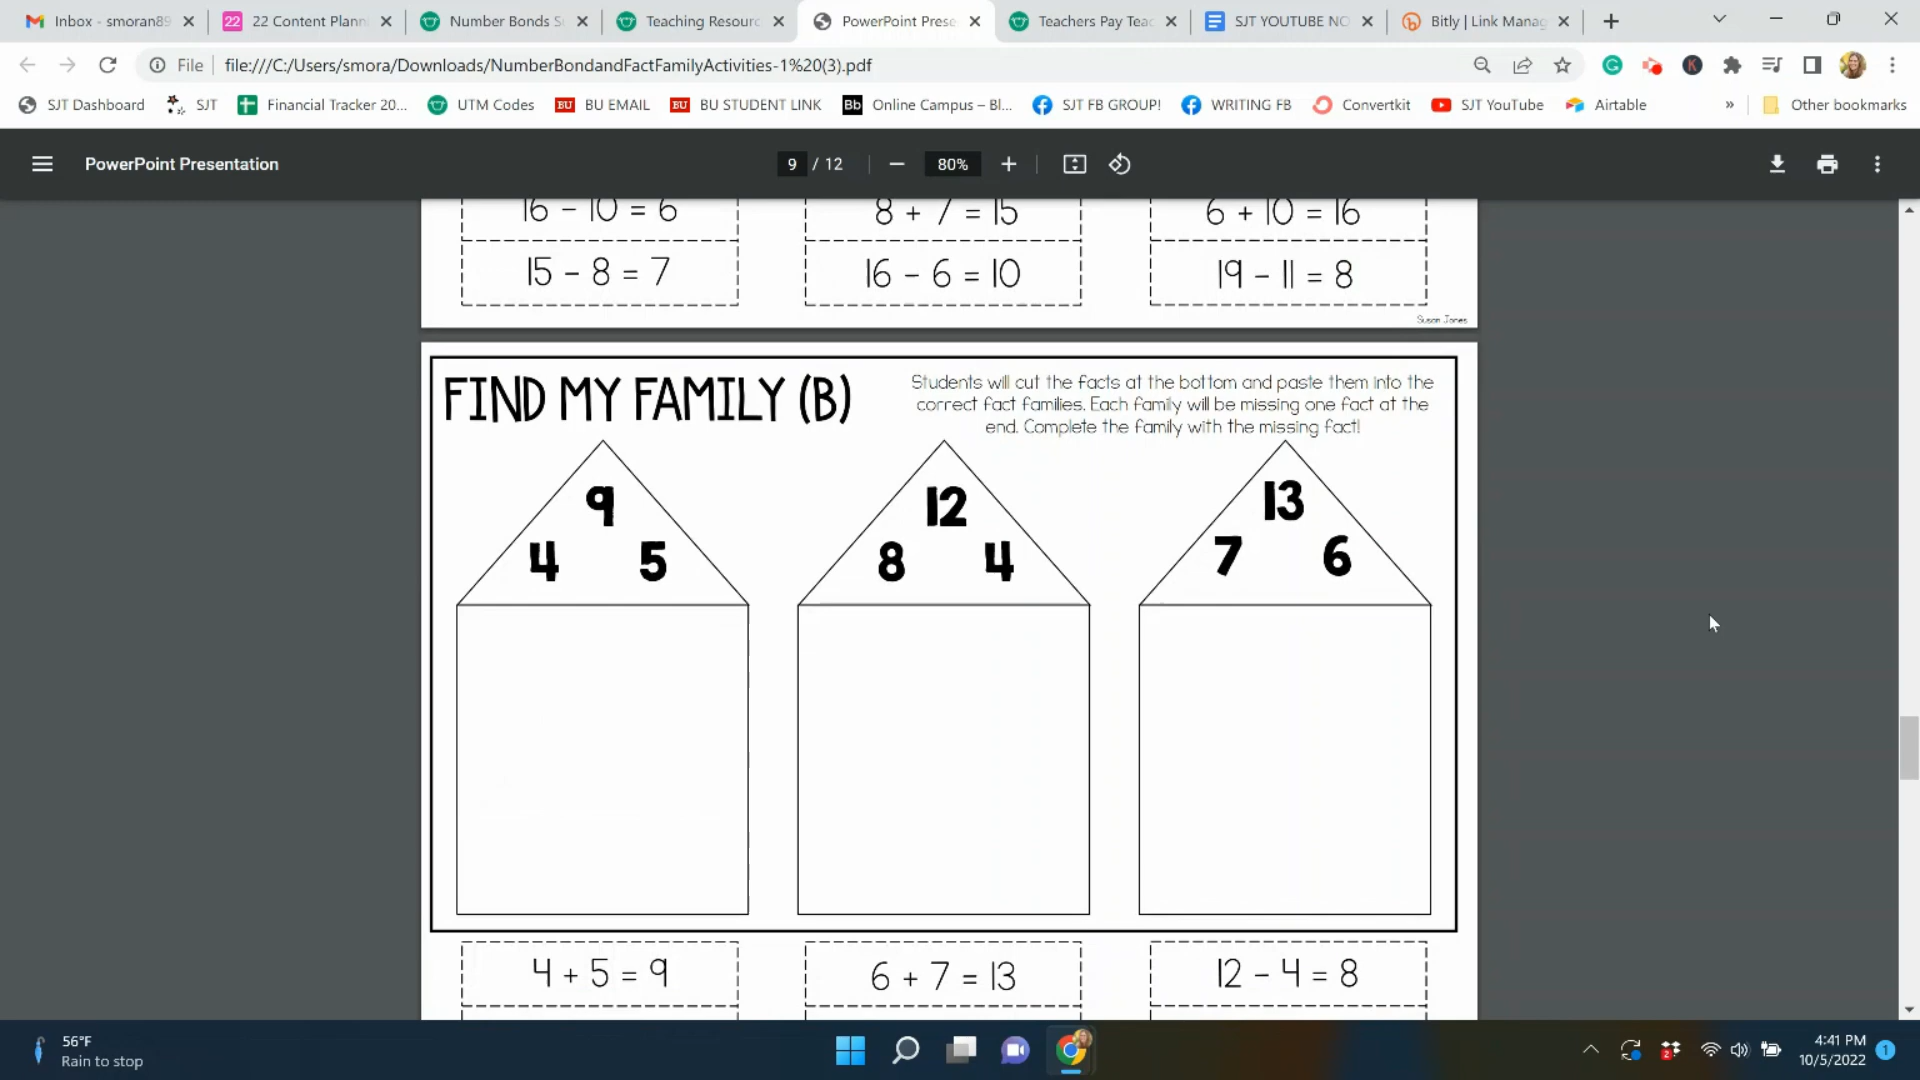 Inbox - smoran89
22 Content Plann
Number Bonds S
Teaching Resourc
PowerPoint Prese
Teachers Pay Teac
SJT YOUTUBE NO
Bitly | Link Manag
File
file:///C:/Users/smora/Downloads/NumberBondandFactFamilyActivities-1%20(3).pdf
SJT Dashboard
SJT
Financial Tracker 20...
UTM Codes
BU EMAIL
BU STUDENT LINK
Online Campus – Bl...
SJT FB GROUP!
WRITING FB
Convertkit
SJT YouTube
Airtable
»
Other bookmarks
PowerPoint Presentation
9 / 12
80%
16 - 10 = 6
8 + 7 = 15
6 + 10 = 16
15 - 8 = 7
16 - 6 = 10
19 - 11 = 8
Susan Jones
FIND MY FAMILY (B)
Students will cut the facts at the bottom and paste them into the
correct fact families. Each family will be missing one fact at the
end. Complete the family with the missing fact!
9
4 5
12
8 4
13
7 6
4 + 5 = 9
6 + 7 = 13
12 - 4 = 8
56°F
Rain to stop
4:41 PM
10/5/2022
1